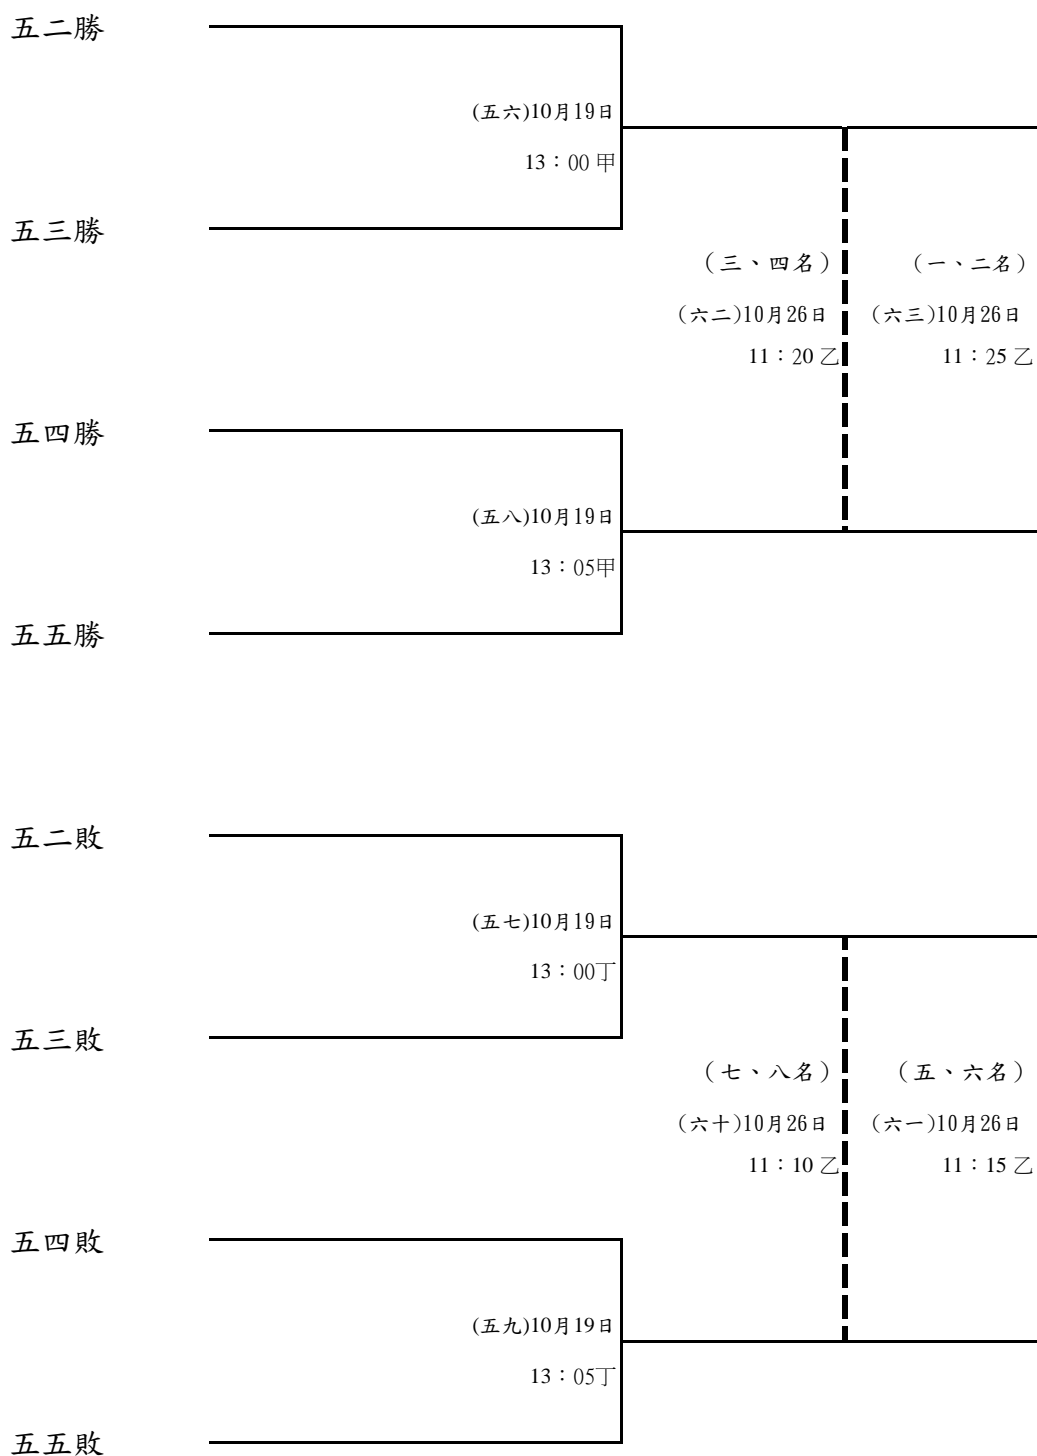 五二勝
(五六)10月19日
13：00 甲
五三勝
（三、四名） （一、二名）
(六二)10月26日 (六三)10月26日
11：20 乙 11：25 乙
五四勝
(五八)10月19日
13：05甲
五五勝
五二敗
(五七)10月19日
13：00丁
五三敗
（七、八名） （五、六名）
(六十)10月26日 (六一)10月26日
11：10 乙 11：15 乙
五四敗
(五九)10月19日
13：05丁
五五敗